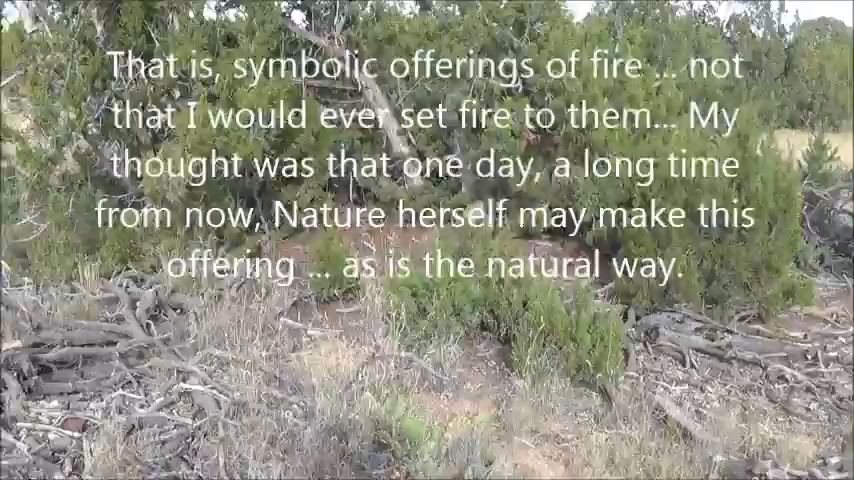 That is, symbolic offerings of fire ... not
that I would ever set fire to them... My
thought was that one day, a long time
from now, Nature herself may make this
offering ... as is the natural way.